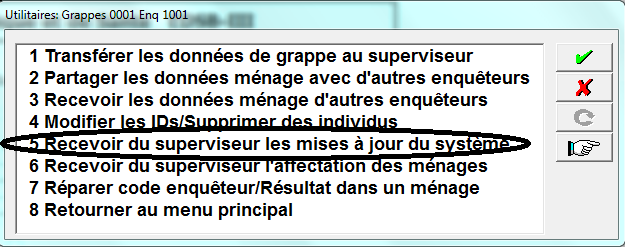 Utilitaires: Grappes 0001 Enq 1001
1 Transférer les données de grappe au superviseur
2 Partager les données ménage avec d'autres enquêteurs
3 Recevoir les données ménage d'autres enquêteurs
4 Modifier les IDs/Supprimer des individus
5 Recevoir du superviseur les mises à jour du système
6 Recevoir du superviseur l'affectation des ménages
7 Réparer code enquêteur/Résultat dans un ménage
8 Retourner au menu principal